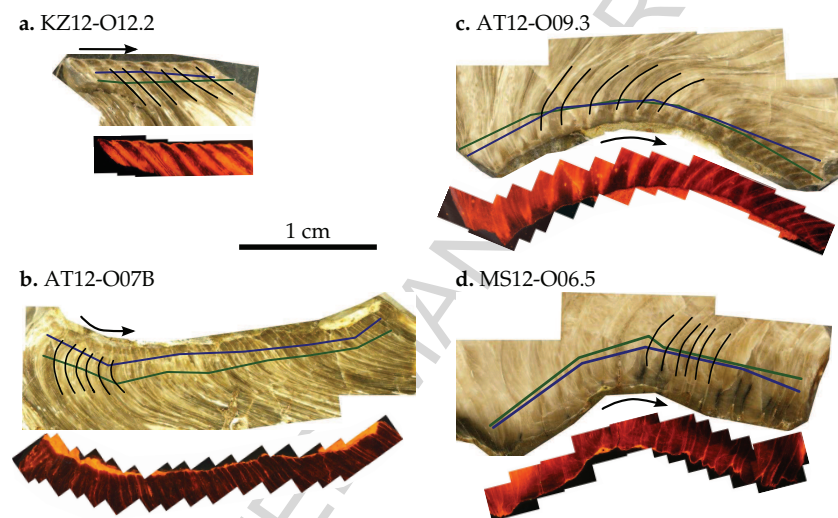 a. KZ12-O12.2
c. AT12-O09.3
1 cm
b. AT12-O07B
d. MS12-O06.5